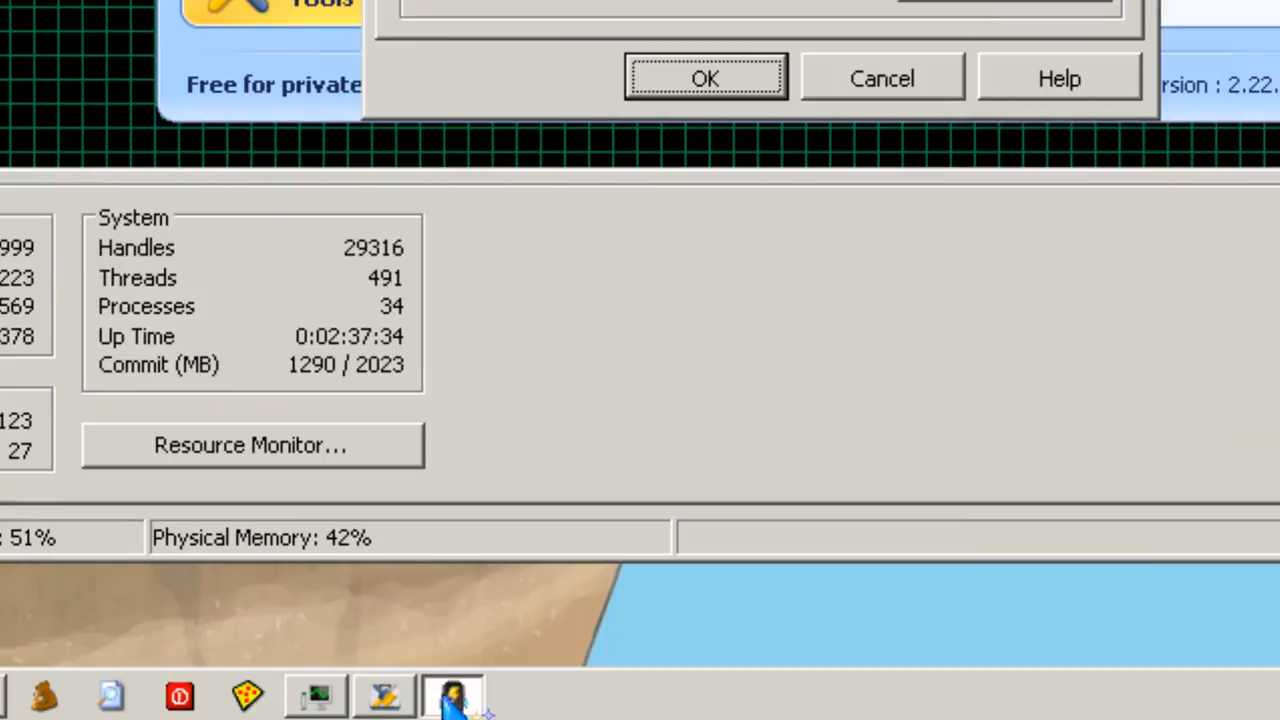 Tools
OK
Cancel
Help
Free for private
rsion : 2.22.
System
999
Handles 29316
223
Threads 491
569
Processes 34
378
Up Time 0:02:37:34
Commit (MB) 1290 / 2023
123
27
Resource Monitor...
: 51%
Physical Memory: 42%